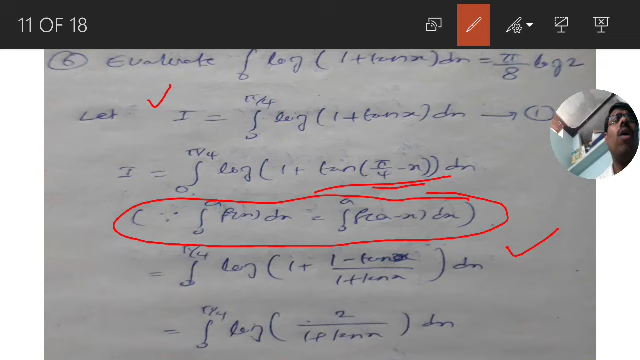 11 OF 18
⑥ Evaluate ∫₀ log (1+tanx) dx = π/8 log 2
Let I = ∫₀^π/4 log (1+tanx) dx → ①
I = ∫₀^π/4 log (1 + tan(π/4 - x)) dx
(∵ ∫₀^a f(x) dx = ∫₀^a f(a-x) dx)
= ∫₀^π/4 log (1 + (1-tanx)/(1+tanx)) dx
= ∫₀^π/4 log (2/(1+tanx)) dx